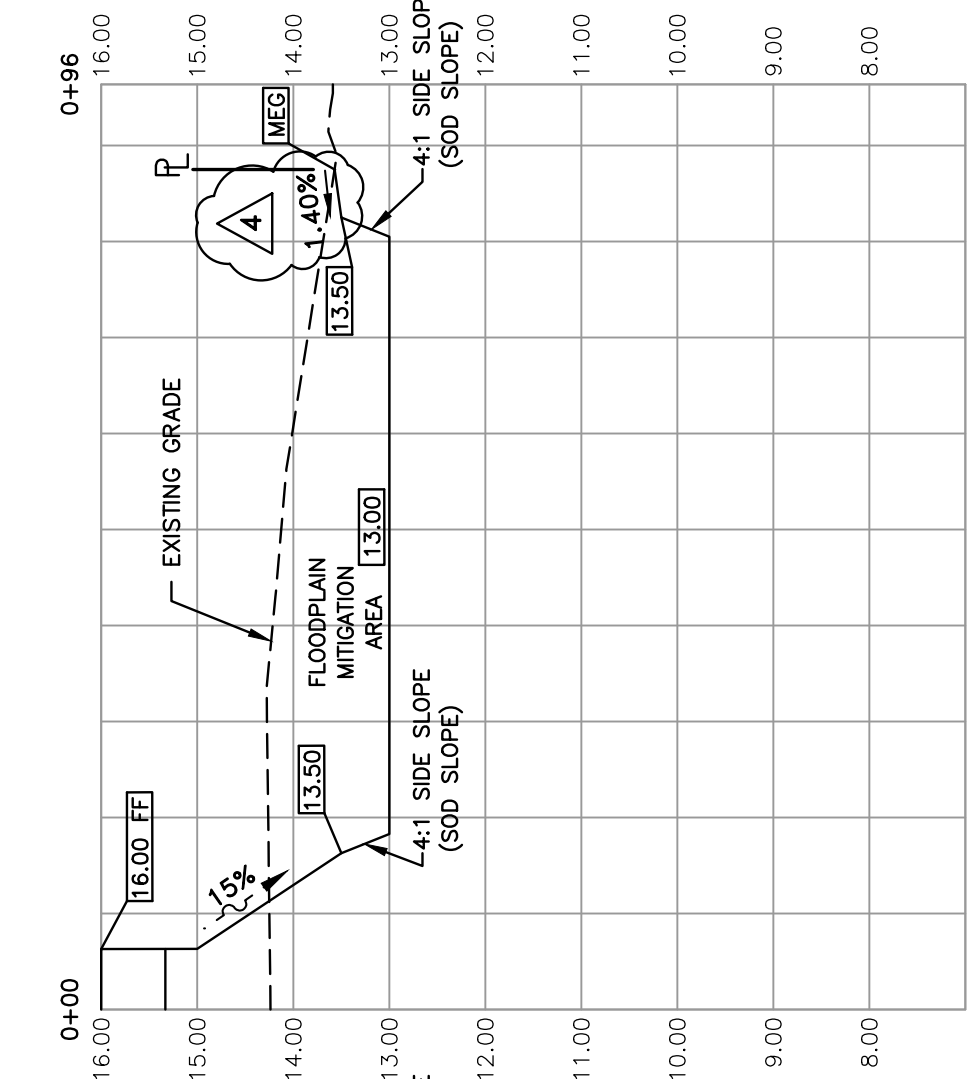 0+96
16.00
15.00
14.00
13.00
12.00
11.00
10.00
9.00
8.00
PL
MEG
4
1.40%
13.50
4:1 SIDE SLOP
(SOD SLOPE)
EXISTING GRADE
FLOODPLAIN
MITIGATION
AREA 13.00
4:1 SIDE SLOPE
(SOD SLOPE)
13.50
16.00 FF
15%
0+00
16.00
15.00
14.00
13.00
12.00
11.00
10.00
9.00
8.00
E